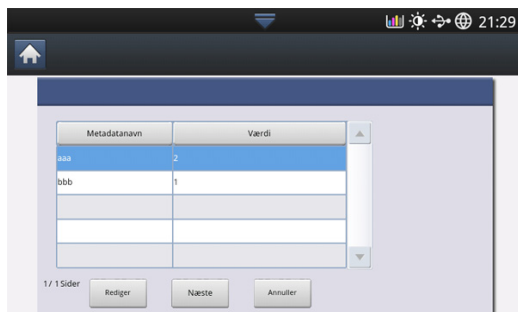 21:29
Metadatanavn Værdi
aaa 2
bbb 1
1/ 1 Sider
Rediger Næste Annuller